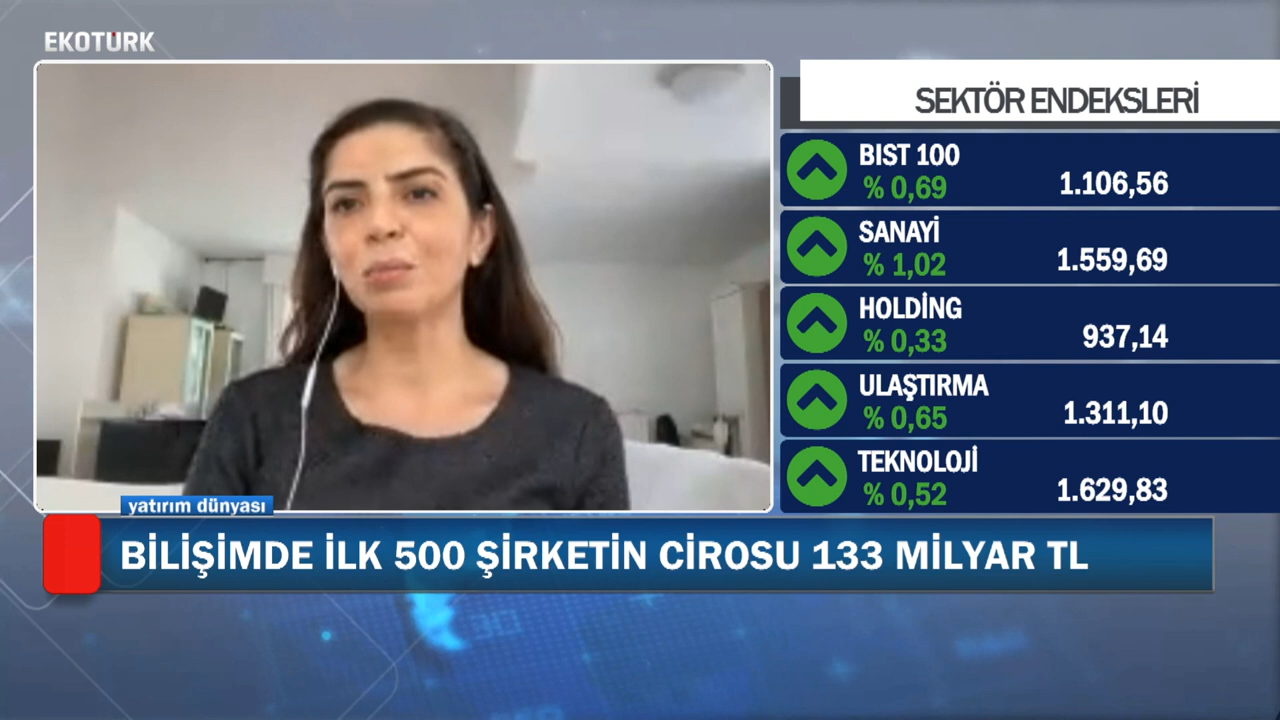 EKOTÜRK
SEKTÖR ENDEKSLERİ
BIST 100
% 0,69
1.106,56
SANAYİ
% 1,02
1.559,69
HOLDİNG
% 0,33
937,14
ULAŞTIRMA
% 0,65
1.311,10
TEKNOLOJİ
% 0,52
1.629,83
yatırım dünyası
BİLİŞİMDE İLK 500 ŞİRKETİN CİROSU 133 MİLYAR TL
30